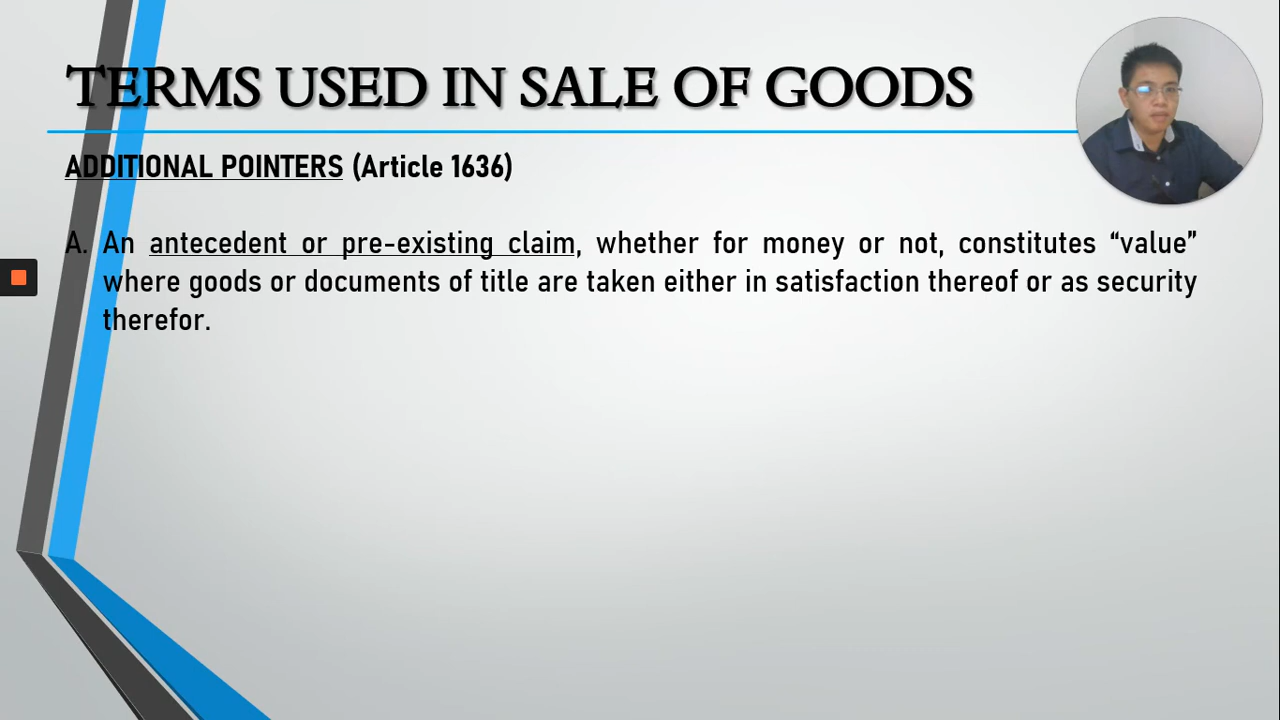 TERMS USED IN SALE OF GOODS
ADDITIONAL POINTERS (Article 1636)
A. An antecedent or pre-existing claim, whether for money or not, constitutes “value”
where goods or documents of title are taken either in satisfaction thereof or as security
therefor.